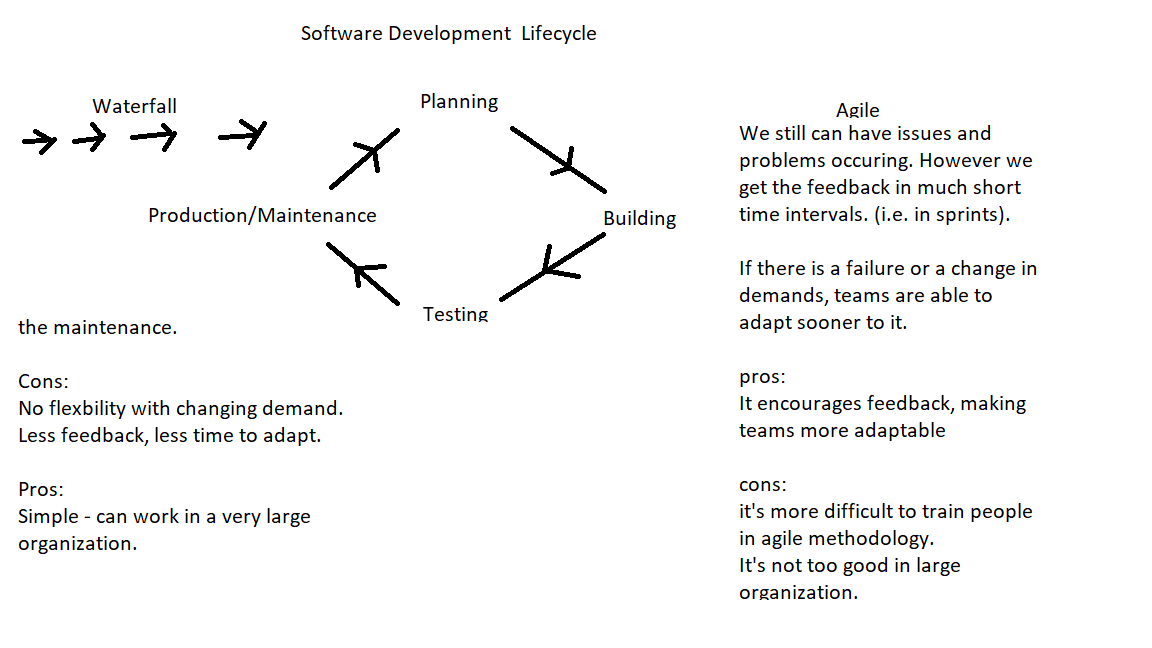 Software Development  Lifecycle
Waterfall
Planning
Production/Maintenance
Building
Testing
the maintenance.
Cons:
No flexbility with changing demand.
Less feedback, less time to adapt.
Pros:
Simple - can work in a very large
organization.
Agile
We still can have issues and
problems occuring. However we
get the feedback in much short
time intervals. (i.e. in sprints).
If there is a failure or a change in
demands, teams are able to
adapt sooner to it.
pros:
It encourages feedback, making
teams more adaptable
cons:
it's more difficult to train people
in agile methodology.
It's not too good in large
organization.